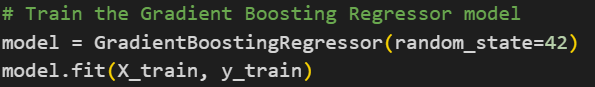 # Train the Gradient Boosting Regressor model
model = GradientBoostingRegressor(random_state=42)
model.fit(X_train, y_train)